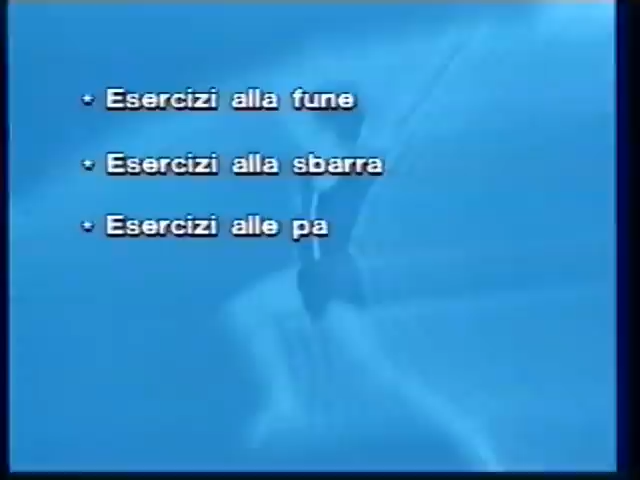 * Esercizi alla fune
* Esercizi alla sbarra
* Esercizi alle pa